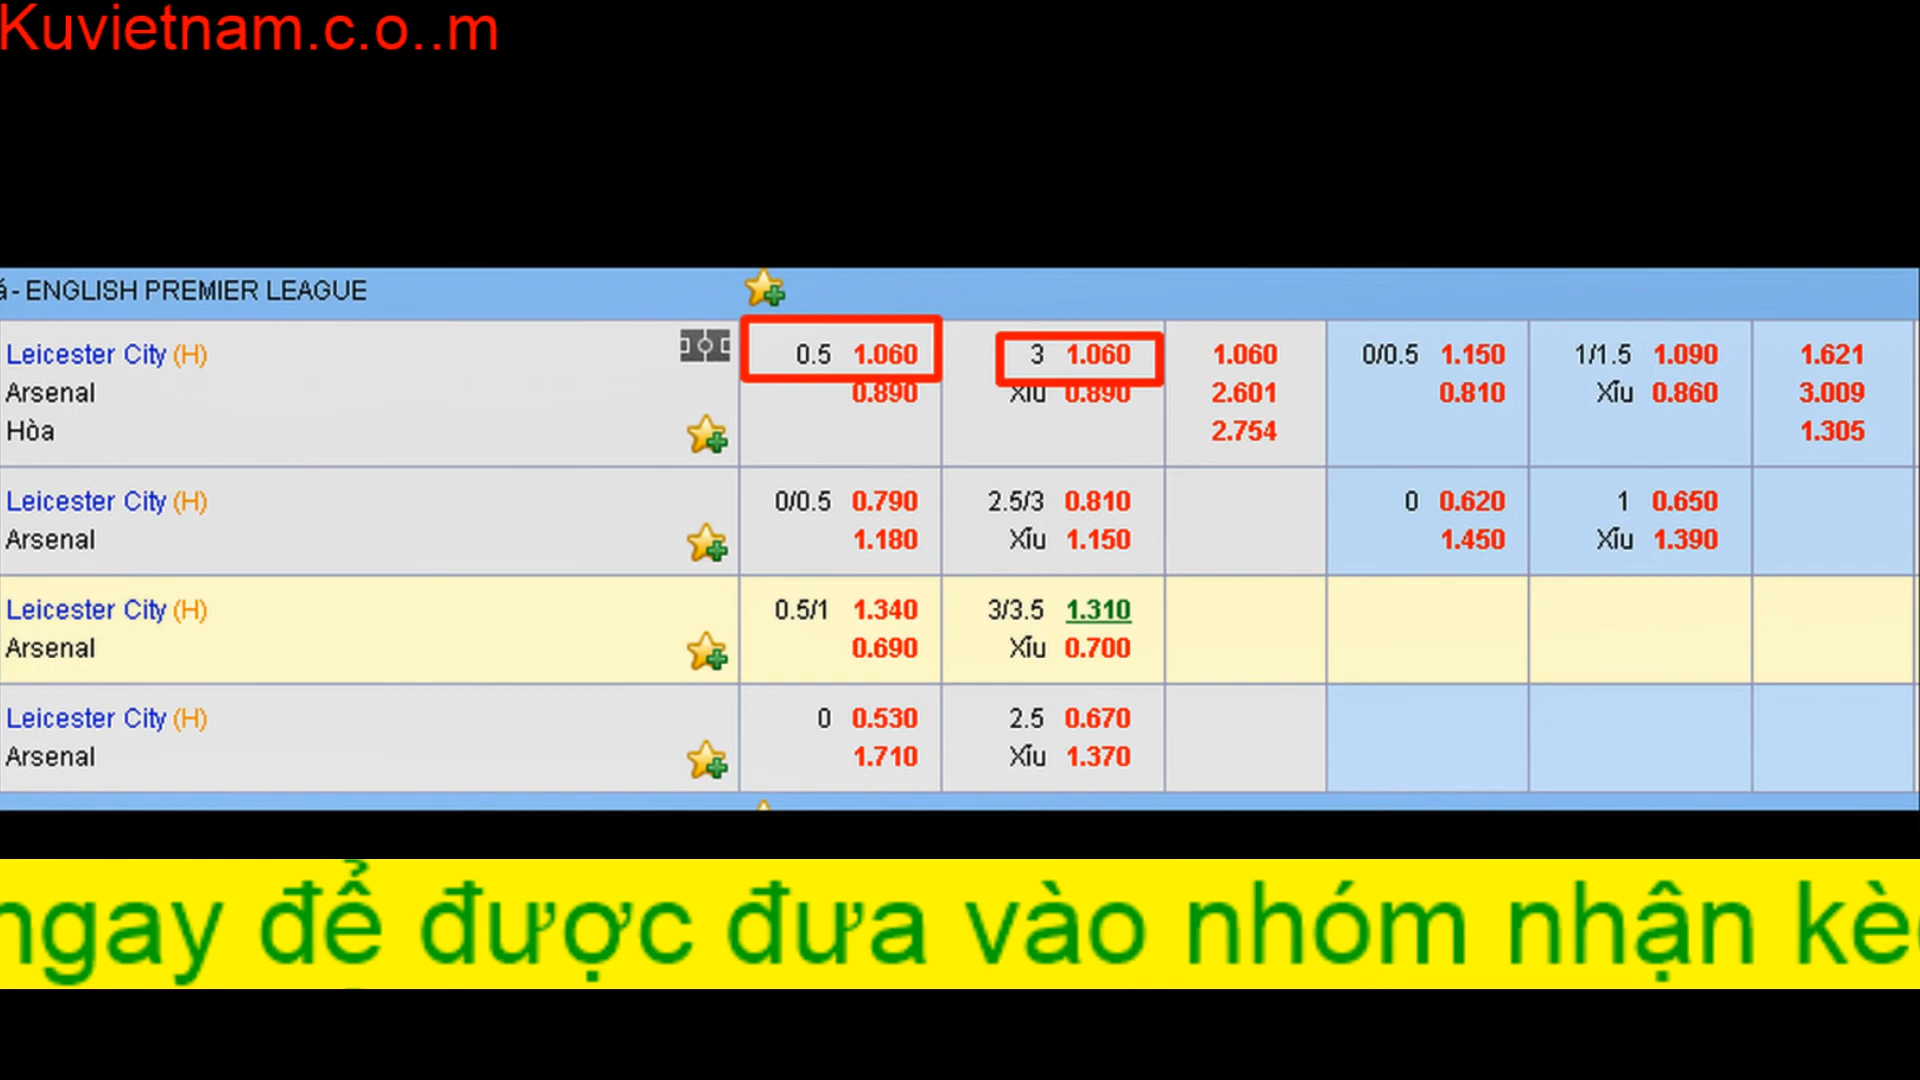 Kuvietnam.c.o..m
á - ENGLISH PREMIER LEAGUE
Leicester City (H) 0.5 1.060 3 1.060 1.060 0/0.5 1.150 1/1.5 1.090 1.621
Arsenal 0.890 Xỉu 0.890 2.601 0.810 Xỉu 0.860 3.009
Hòa 2.754 1.305
Leicester City (H) 0/0.5 0.790 2.5/3 0.810 0 0.620 1 0.650
Arsenal 1.180 Xỉu 1.150 1.450 Xỉu 1.390
Leicester City (H) 0.5/1 1.340 3/3.5 1.310
Arsenal 0.690 Xỉu 0.700
Leicester City (H) 0 0.530 2.5 0.670
Arsenal 1.710 Xỉu 1.370
ngay để được đưa vào nhóm nhận kèo